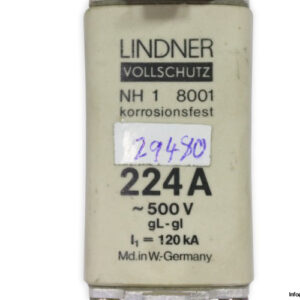 LINDNER
VOLLSCHUTZ
NH 1 8001
korrosionsfest
29480
224A
~500 V
gL-gl
I₁ = 120 kA
Md. in W.-Germany